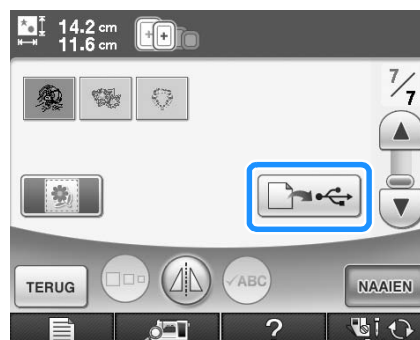 14.2 cm
11.6 cm
7/7
TERUG
ABC
NAAIEN
?